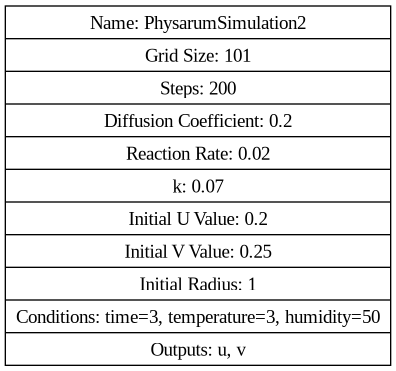 Name: PhysarumSimulation2
Grid Size: 101
Steps: 200
Diffusion Coefficient: 0.2
Reaction Rate: 0.02
k: 0.07
Initial U Value: 0.2
Initial V Value: 0.25
Initial Radius: 1
Conditions: time=3, temperature=3, humidity=50
Outputs: u, v